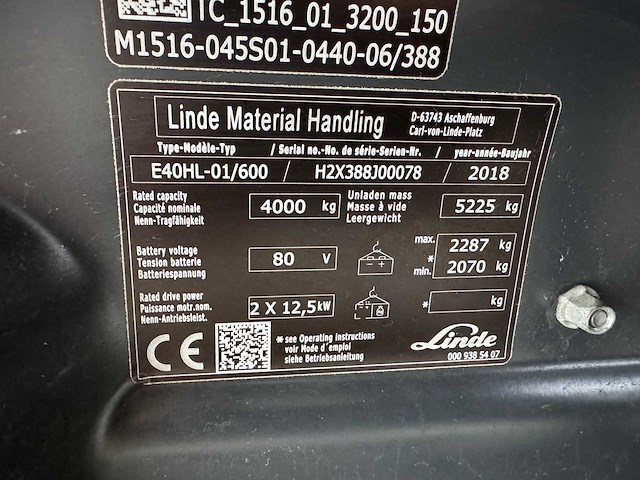 TC_1516_01_3200_150
M1516-045S01-0440-06/388
Linde Material Handling
D-63743 Aschaffenburg
Carl-von-Linde-Platz
Type-Modèle-Typ / Serial no.-No. de série-Serien-Nr. / year-année-Baujahr
E40HL-01/600 / H2X388J00078 / 2018
Rated capacity
Capacité nominale
Nenn-Tragfähigkeit
4000 kg
Unladen mass
Masse à vide
Leergewicht
5225 kg
Battery voltage
Tension batterie
Batteriespannung
80 V
max. 2287 kg
*
min. 2070 kg
Rated drive power
Puissance motr.nom.
Nenn-Antriebsleist.
2 X 12,5 kW
* kg
CE
* see Operating instructions
voir Mode d'emploi
siehe Betriebsanleitung
Linde
000 938 54 07